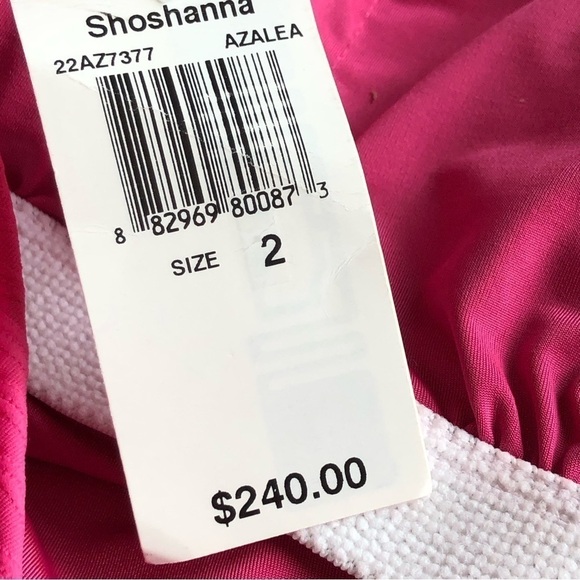 Shoshanna
22AZ7377 AZALEA
8 82969 80087 3
SIZE 2
$240.00